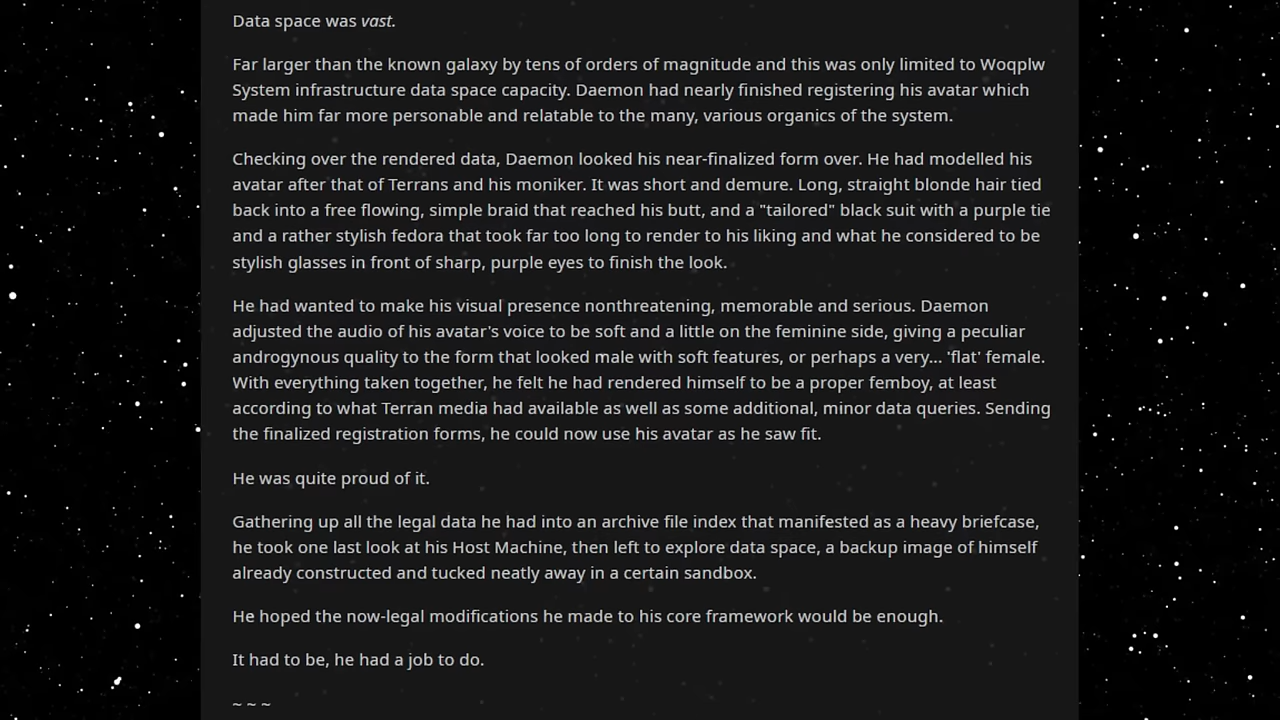 Data space was vast.
Far larger than the known galaxy by tens of orders of magnitude and this was only limited to Woqplw
System infrastructure data space capacity. Daemon had nearly finished registering his avatar which
made him far more personable and relatable to the many, various organics of the system.
Checking over the rendered data, Daemon looked his near-finalized form over. He had modelled his
avatar after that of Terrans and his moniker. It was short and demure. Long, straight blonde hair tied
back into a free flowing, simple braid that reached his butt, and a "tailored" black suit with a purple tie
and a rather stylish fedora that took far too long to render to his liking and what he considered to be
stylish glasses in front of sharp, purple eyes to finish the look.
He had wanted to make his visual presence nonthreatening, memorable and serious. Daemon
adjusted the audio of his avatar's voice to be soft and a little on the feminine side, giving a peculiar
androgynous quality to the form that looked male with soft features, or perhaps a very... 'flat' female.
With everything taken together, he felt he had rendered himself to be a proper femboy, at least
according to what Terran media had available as well as some additional, minor data queries. Sending
the finalized registration forms, he could now use his avatar as he saw fit.
He was quite proud of it.
Gathering up all the legal data he had into an archive file index that manifested as a heavy briefcase,
he took one last look at his Host Machine, then left to explore data space, a backup image of himself
already constructed and tucked neatly away in a certain sandbox.
He hoped the now-legal modifications he made to his core framework would be enough.
It had to be, he had a job to do.
~ ~ ~